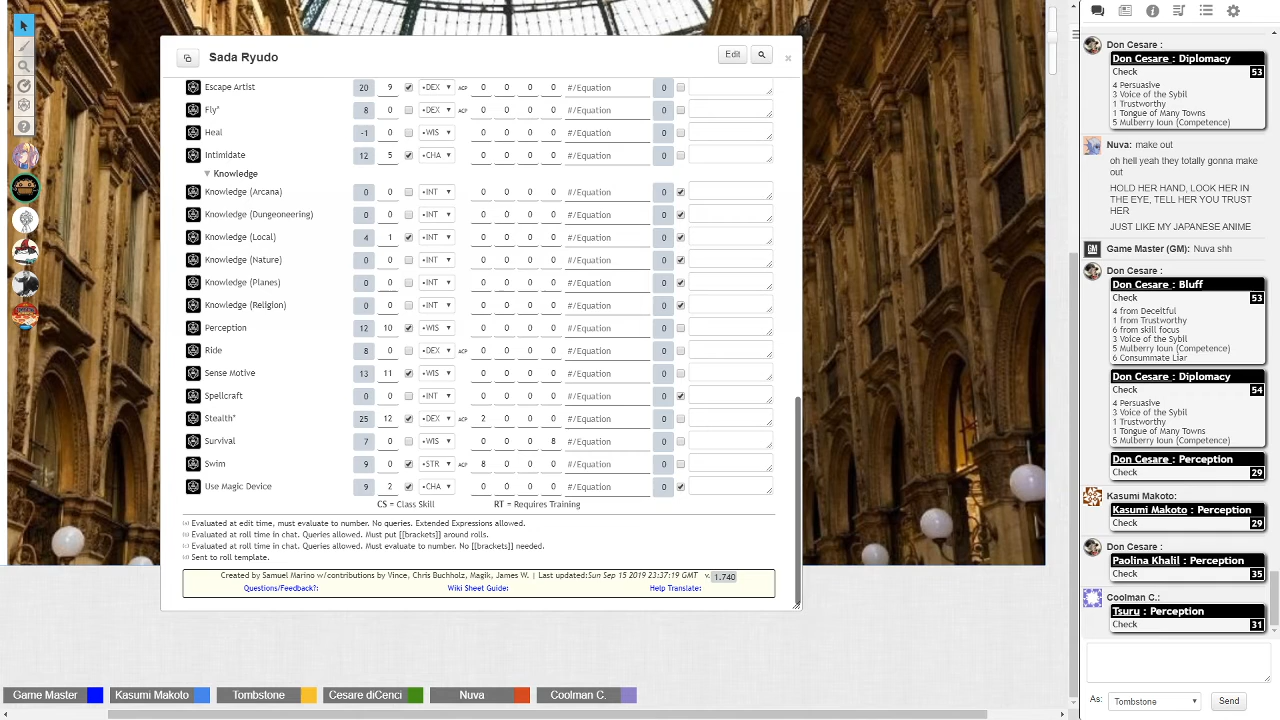 Sada Ryudo
Edit
Escape Artist 20 9 •DEX ACP 0 0 0 0 #/Equation 0
Fly* 8 0 •DEX ACP 0 0 0 0 #/Equation 0
Heal -1 0 •WIS 0 0 0 0 #/Equation 0
Intimidate 12 5 •CHA 0 0 0 0 #/Equation 0
Knowledge
Knowledge (Arcana) 0 0 •INT 0 0 0 0 #/Equation 0
Knowledge (Dungeoneering) 0 0 •INT 0 0 0 0 #/Equation 0
Knowledge (Local) 4 1 •INT 0 0 0 0 #/Equation 0
Knowledge (Nature) 0 0 •INT 0 0 0 0 #/Equation 0
Knowledge (Planes) 0 0 •INT 0 0 0 0 #/Equation 0
Knowledge (Religion) 0 0 •INT 0 0 0 0 #/Equation 0
Perception 12 10 •WIS 0 0 0 0 #/Equation 0
Ride 8 0 •DEX ACP 0 0 0 0 #/Equation 0
Sense Motive 13 11 •WIS 0 0 0 0 #/Equation 0
Spellcraft 0 0 •INT 0 0 0 0 #/Equation 0
Stealth* 25 12 •DEX ACP 2 0 0 0 #/Equation 0
Survival 7 0 •WIS 0 0 0 8 #/Equation 0
Swim 9 0 •STR ACP 8 0 0 0 #/Equation 0
Use Magic Device 9 2 •CHA 0 0 0 0 #/Equation 0
CS = Class Skill RT = Requires Training
Evaluated at edit time, must evaluate to number. No queries. Extended Expressions allowed.
Evaluated at roll time in chat. Queries allowed. Must put [[brackets]] around rolls.
Evaluated at roll time in chat. Queries allowed. Must evaluate to number. No [[brackets]] needed.
Sent to roll template.
Created by Samuel Marino w/contributions by Vince, Chris Buchholz, Magik, James W. | Last updated:Sun Sep 15 2019 23:37:19 GMT v. 1.740
Questions/Feedback?: Wiki Sheet Guide: Help Translate:
Game Master
Kasumi Makoto
Tombstone
Cesare diCenci
Nuva
Coolman C.
Don Cesare :
Don Cesare : Diplomacy
Check 53
4 Persuasive
3 Voice of the Sybil
1 Trustworthy
1 Tongue of Many Towns
5 Mulberry Ioun (Competence)
Nuva: make out
oh hell yeah they totally gonna make
out
HOLD HER HAND, LOOK HER IN
THE EYE, TELL HER YOU TRUST
HER
JUST LIKE MY JAPANESE ANIME
GM Game Master (GM): Nuva shh
Don Cesare :
Don Cesare : Bluff
Check 53
4 from Deceitful
1 from Trustworthy
6 from skill focus
3 Voice of the Sybil
5 Mulberry Ioun (Competence)
6 Consummate Liar
Don Cesare : Diplomacy
Check 54
4 Persuasive
3 Voice of the Sybil
1 Trustworthy
1 Tongue of Many Towns
5 Mulberry Ioun (Competence)
Don Cesare : Perception
Check 29
Kasumi Makoto:
Kasumi Makoto : Perception
Check 29
Don Cesare :
Paolina Khalil : Perception
Check 35
Coolman C.:
Tsuru : Perception
Check 31
As: Tombstone Send